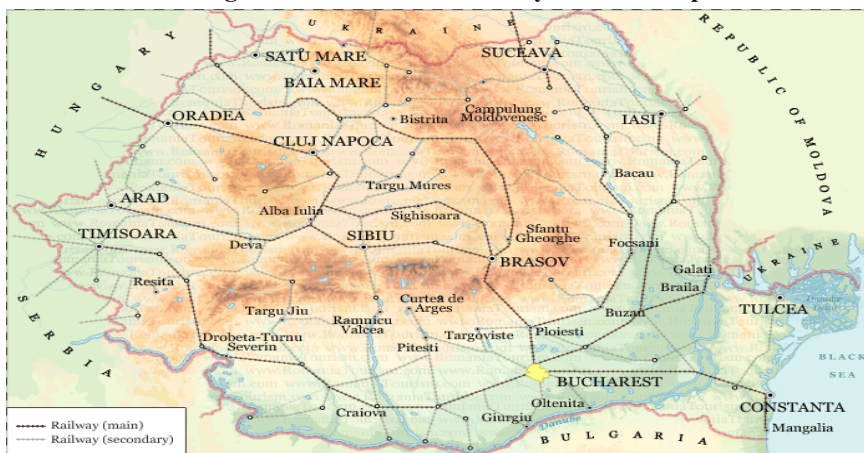 UKRAINE
SATU MARE
SUCEAVA
REPUBLIC OF MOLDOVA
BAIA MARE
HUNGARY
ORADEA
Bistrita
Campulung
Moldovenesc
IASI
CLUJ NAPOCA
Targu Mures
Bacau
ARAD
Alba Iulia
Sighisoara
TIMISOARA
Deva
SIBIU
Sfantu
Gheorghe
Focsani
BRASOV
UKRAINE
Resita
Galati
Braila
Targu Jiu
Ramnicu
Valcea
Curtea de
Arges
Buzau
TULCEA
SERBIA
Drobeta-Turnu
Severin
Pitesti
Targoviste
Ploiesti
BLACK
SEA
BUCHAREST
Craiova
Giurgiu
Oltenita
CONSTANTA
Danube
BULGARIA
Mangalia
Railway (main)
Railway (secondary)